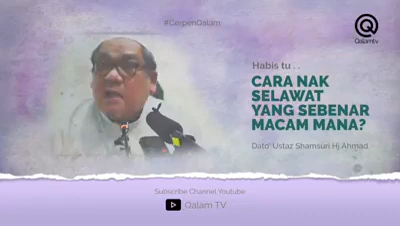 #CerpenQalam
Qalamtv
Habis tu . .
CARA NAK
SELAWAT
YANG SEBENAR
MACAM MANA?
Dato' Ustaz Shamsuri Hj Ahmad
Subscribe Channel Youtube
Qalam TV